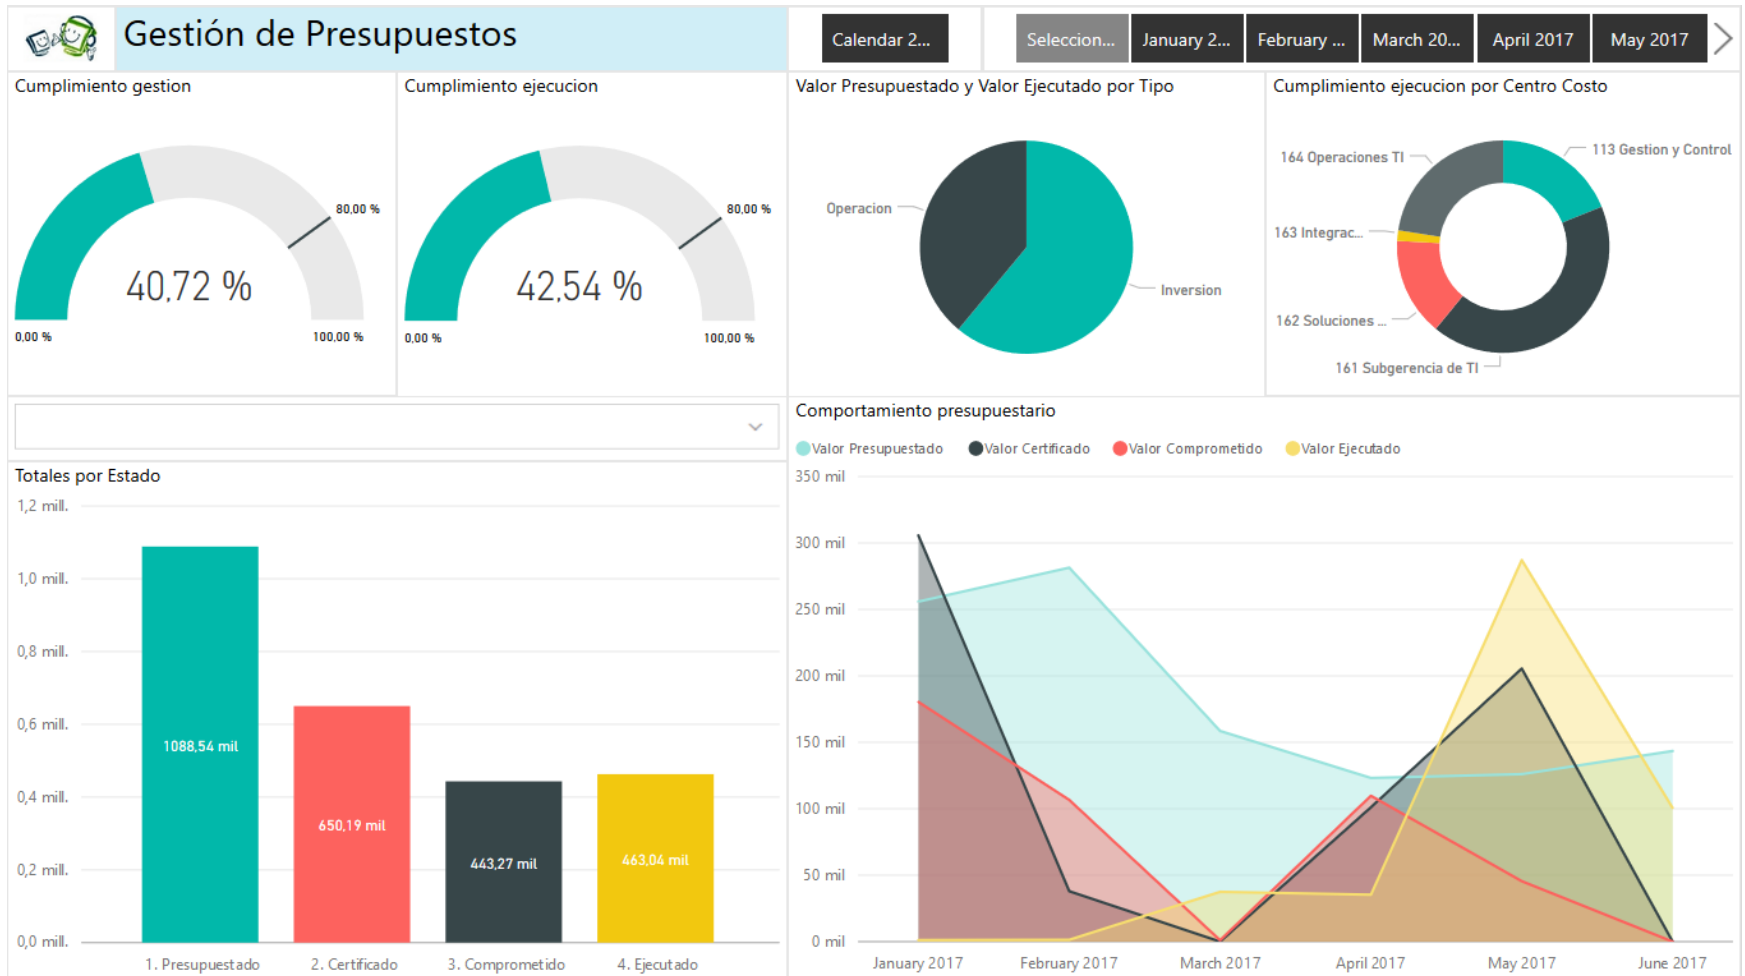 Gestión de Presupuestos
Calendar 2...
Seleccion...
January 2...
February ...
March 20...
April 2017
May 2017
Cumplimiento gestion
80,00 %
40,72 %
0,00 %
100,00 %
Cumplimiento ejecucion
80,00 %
42,54 %
0,00 %
100,00 %
Valor Presupuestado y Valor Ejecutado por Tipo
Operacion
Inversion
Cumplimiento ejecucion por Centro Costo
164 Operaciones TI
113 Gestion y Control
163 Integrac...
162 Soluciones ...
161 Subgerencia de TI
Totales por Estado
1,2 mill.
1,0 mill.
0,8 mill.
0,6 mill.
0,4 mill.
0,2 mill.
0,0 mill.
1088,54 mil
650,19 mil
443,27 mil
463,04 mil
1. Presupuestado
2. Certificado
3. Comprometido
4. Ejecutado
Comportamiento presupuestario
Valor Presupuestado
Valor Certificado
Valor Comprometido
Valor Ejecutado
350 mil
300 mil
250 mil
200 mil
150 mil
100 mil
50 mil
0 mil
January 2017
February 2017
March 2017
April 2017
May 2017
June 2017